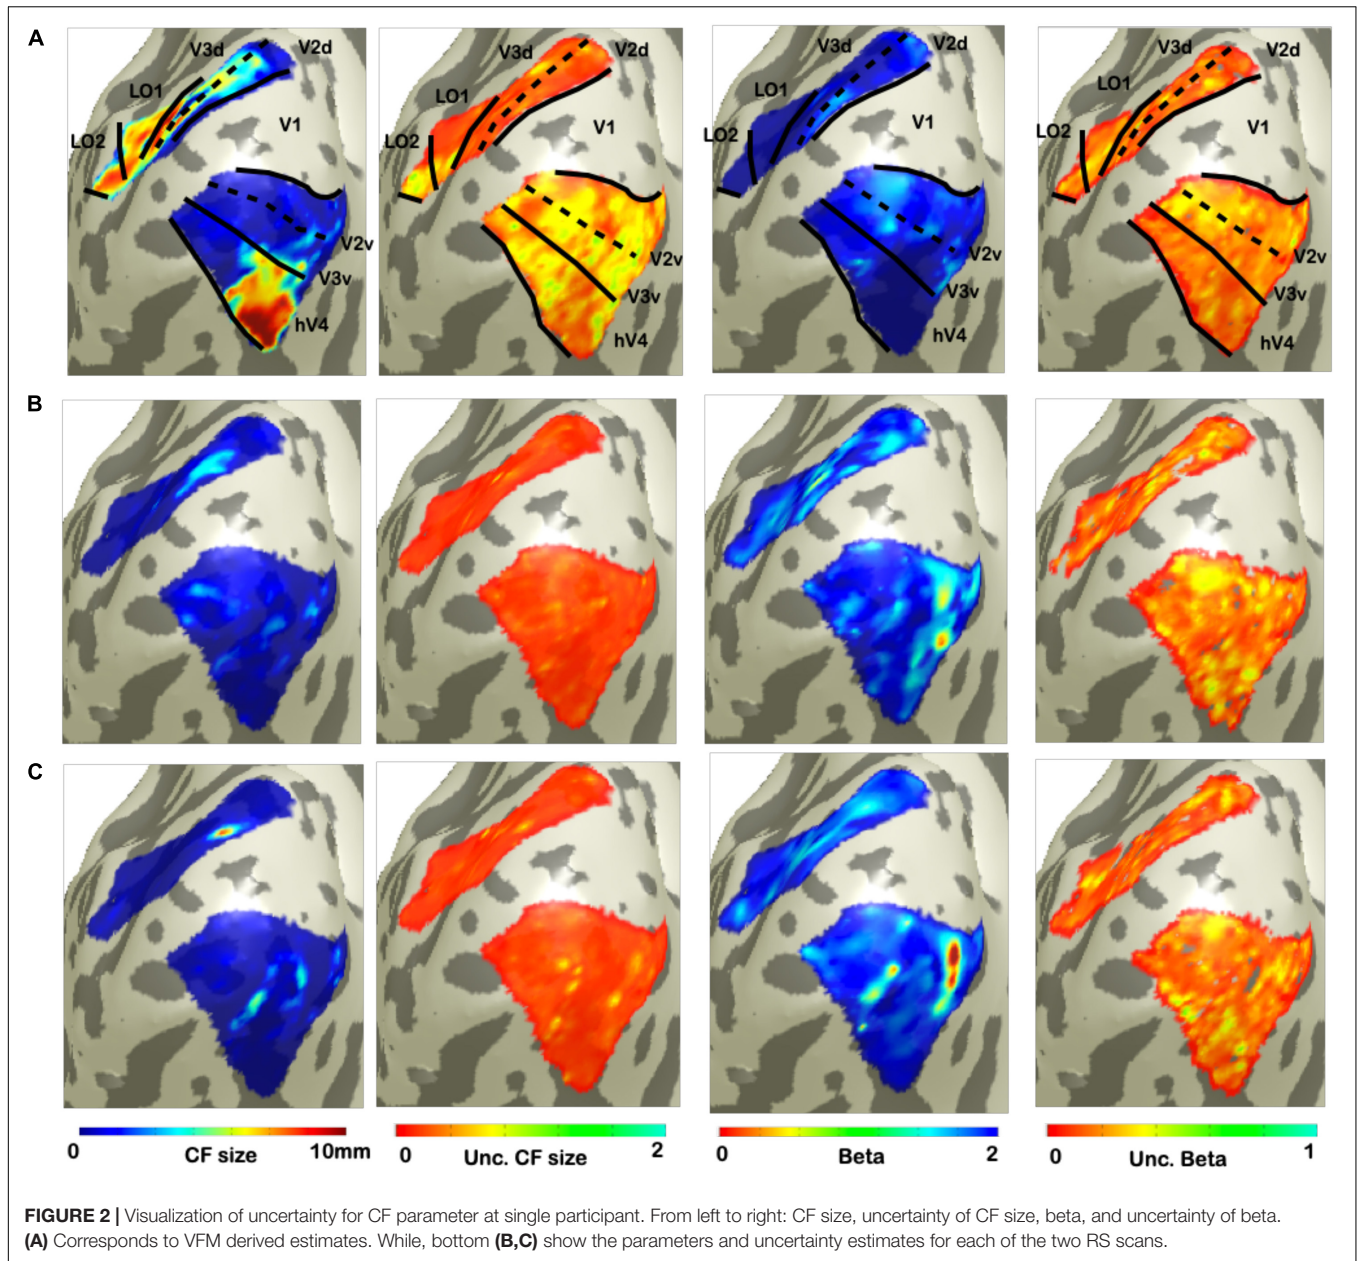 A
V3d V2d
LO1
LO2
V1
V2v
V3v
hV4
V3d V2d
LO1
LO2
V2v
V3v
hV4
V3d V2d
LO1
LO2
V1
V2v
V3v
hV4
V3d V2d
LO1
LO2
V2v
V3v
hV4
B
C
0 CF size 10mm
0 Unc. CF size 2
0 Beta 2
0 Unc. Beta 1
FIGURE 2 | Visualization of uncertainty for CF parameter at single participant. From left to right: CF size, uncertainty of CF size, beta, and uncertainty of beta.
(A) Corresponds to VFM derived estimates. While, bottom (B,C) show the parameters and uncertainty estimates for each of the two RS scans.